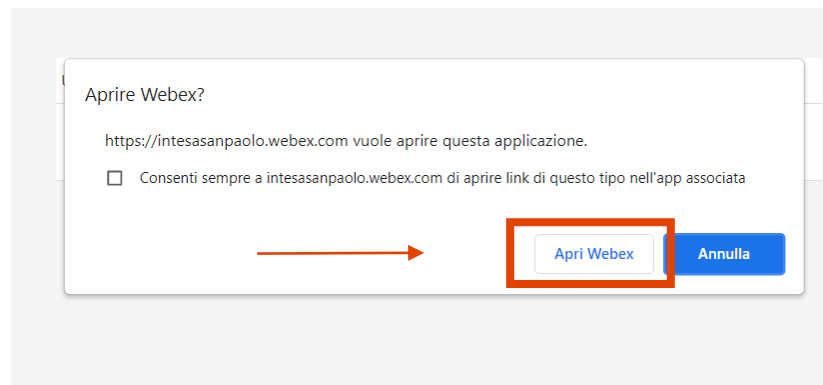 Aprire Webex?
https://intesasanpaolo.webex.com vuole aprire questa applicazione.
Consenti sempre a intesasanpaolo.webex.com di aprire link di questo tipo nell'app associata
Apri Webex
Annulla